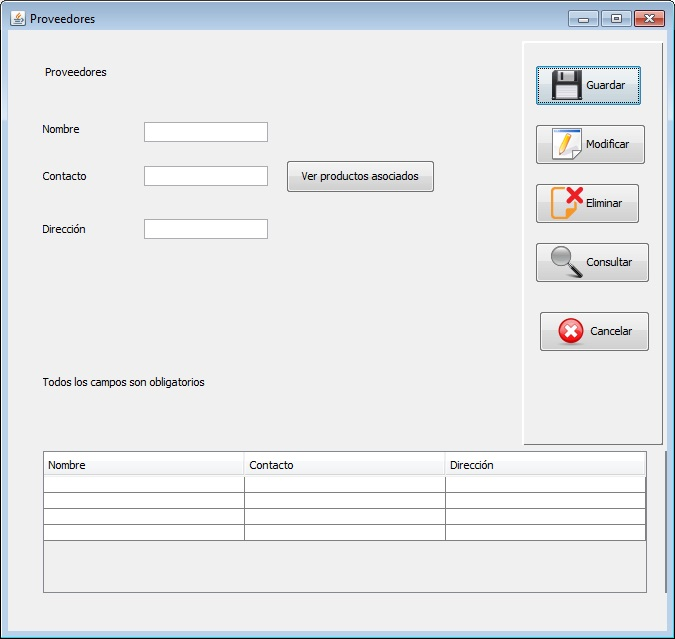 Proveedores
Proveedores
Nombre
Contacto
Ver productos asociados
Dirección
Guardar
Modificar
Eliminar
Consultar
Cancelar
Todos los campos son obligatorios
Nombre Contacto Dirección